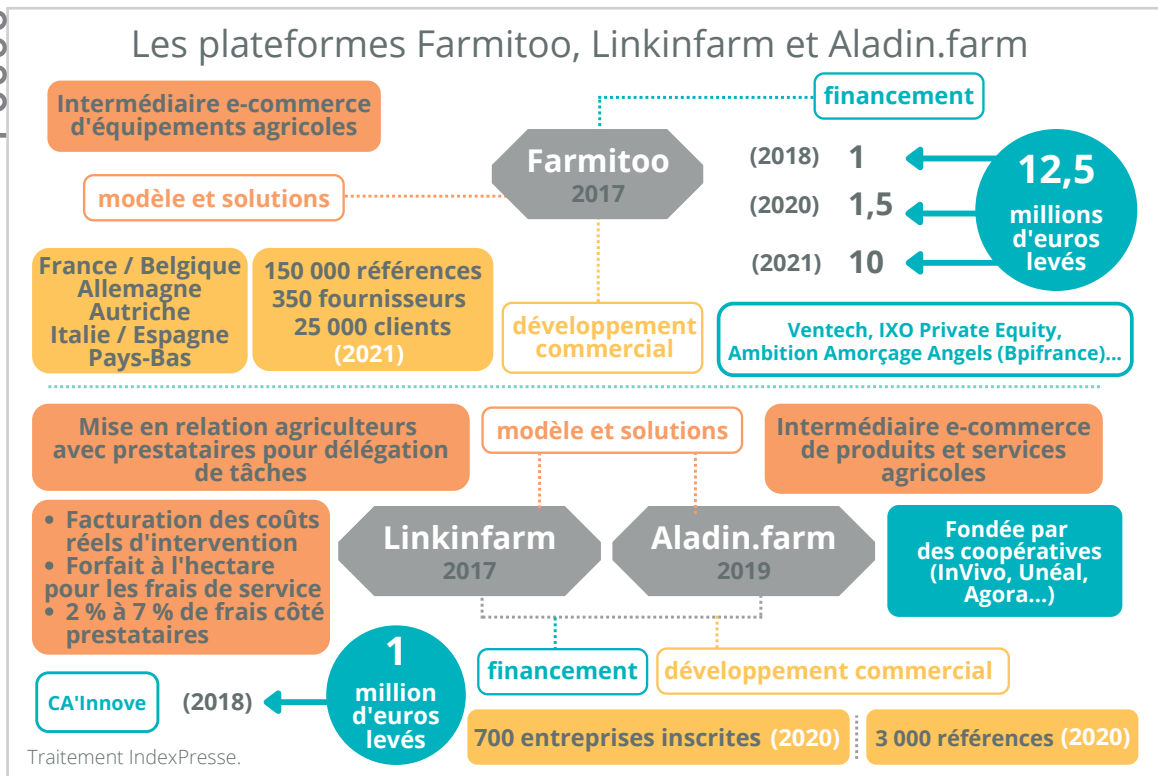 Les plateformes Farmitoo, Linkinfarm et Aladin.farm
Intermédiaire e-commerce
d'équipements agricoles
financement
Farmitoo
2017
modèle et solutions
(2018) 1
(2020) 1,5
(2021) 10
12,5
millions
d'euros
levés
France / Belgique
Allemagne
Autriche
Italie / Espagne
Pays-Bas
150 000 références
350 fournisseurs
25 000 clients
(2021)
développement
commercial
Ventech, IXO Private Equity,
Ambition Amorçage Angels (Bpifrance)...
Mise en relation agriculteurs
avec prestataires pour délégation
de tâches
modèle et solutions
Intermédiaire e-commerce
de produits et services
agricoles
• Facturation des coûts
réels d'intervention
• Forfait à l'hectare
pour les frais de service
• 2 % à 7 % de frais côté
prestataires
Linkinfarm
2017
Aladin.farm
2019
Fondée par
des coopératives
(InVivo, Unéal,
Agora...)
financement
développement commercial
CA'Innove
(2018)
1
million
d'euros
levés
700 entreprises inscrites (2020)
3 000 références (2020)
Traitement IndexPresse.